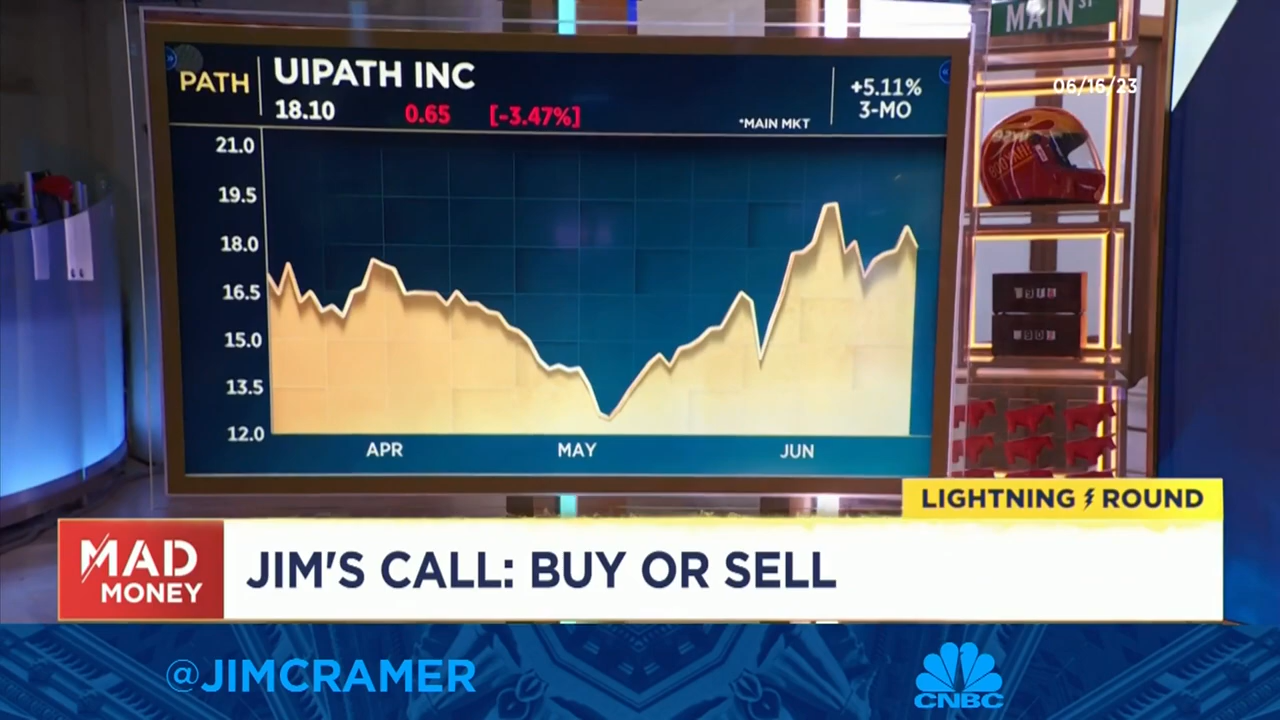 MAIN ST
PATH
UIPATH INC
18.10 0.65 [-3.47%]
*MAIN MKT
+5.11%
3-MO
06/16/23
21.0
19.5
18.0
16.5
15.0
13.5
12.0
APR MAY JUN
LIGHTNING ROUND
MAD
MONEY
JIM'S CALL: BUY OR SELL
@JIMCRAMER
CNBC